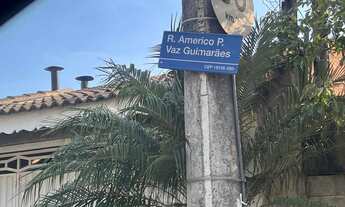 R. Americo P.
Vaz Guimarães